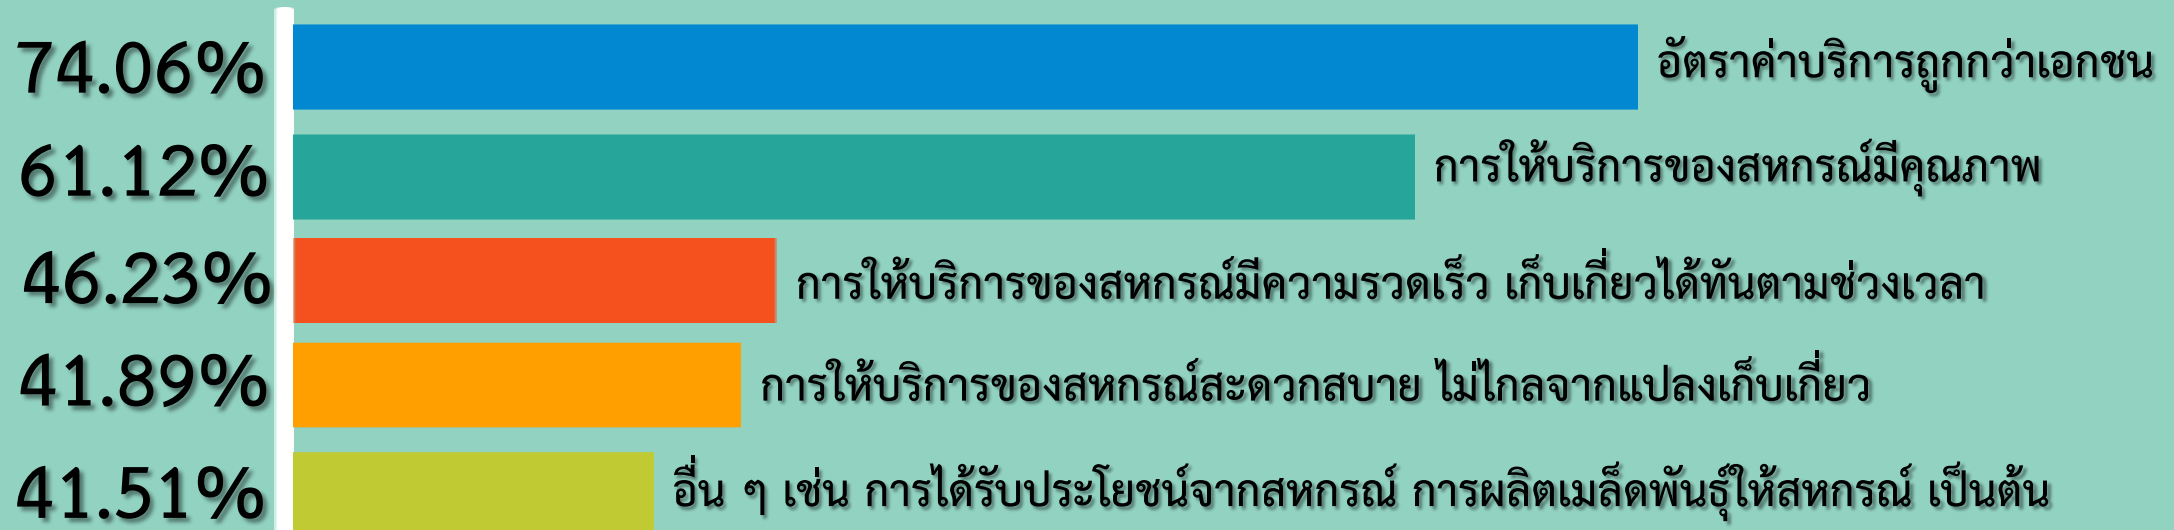 74.06% อัตราค่าบริการถูกกว่าเอกชน
61.12% การให้บริการของสหกรณ์มีคุณภาพ
46.23% การให้บริการของสหกรณ์มีความรวดเร็ว เก็บเกี่ยวได้ทันตามช่วงเวลา
41.89% การให้บริการของสหกรณ์สะดวกสบาย ไม่ไกลจากแปลงเก็บเกี่ยว
41.51% อื่น ๆ เช่น การได้รับประโยชน์จากสหกรณ์ การผลิตเมล็ดพันธุ์ให้สหกรณ์ เป็นต้น